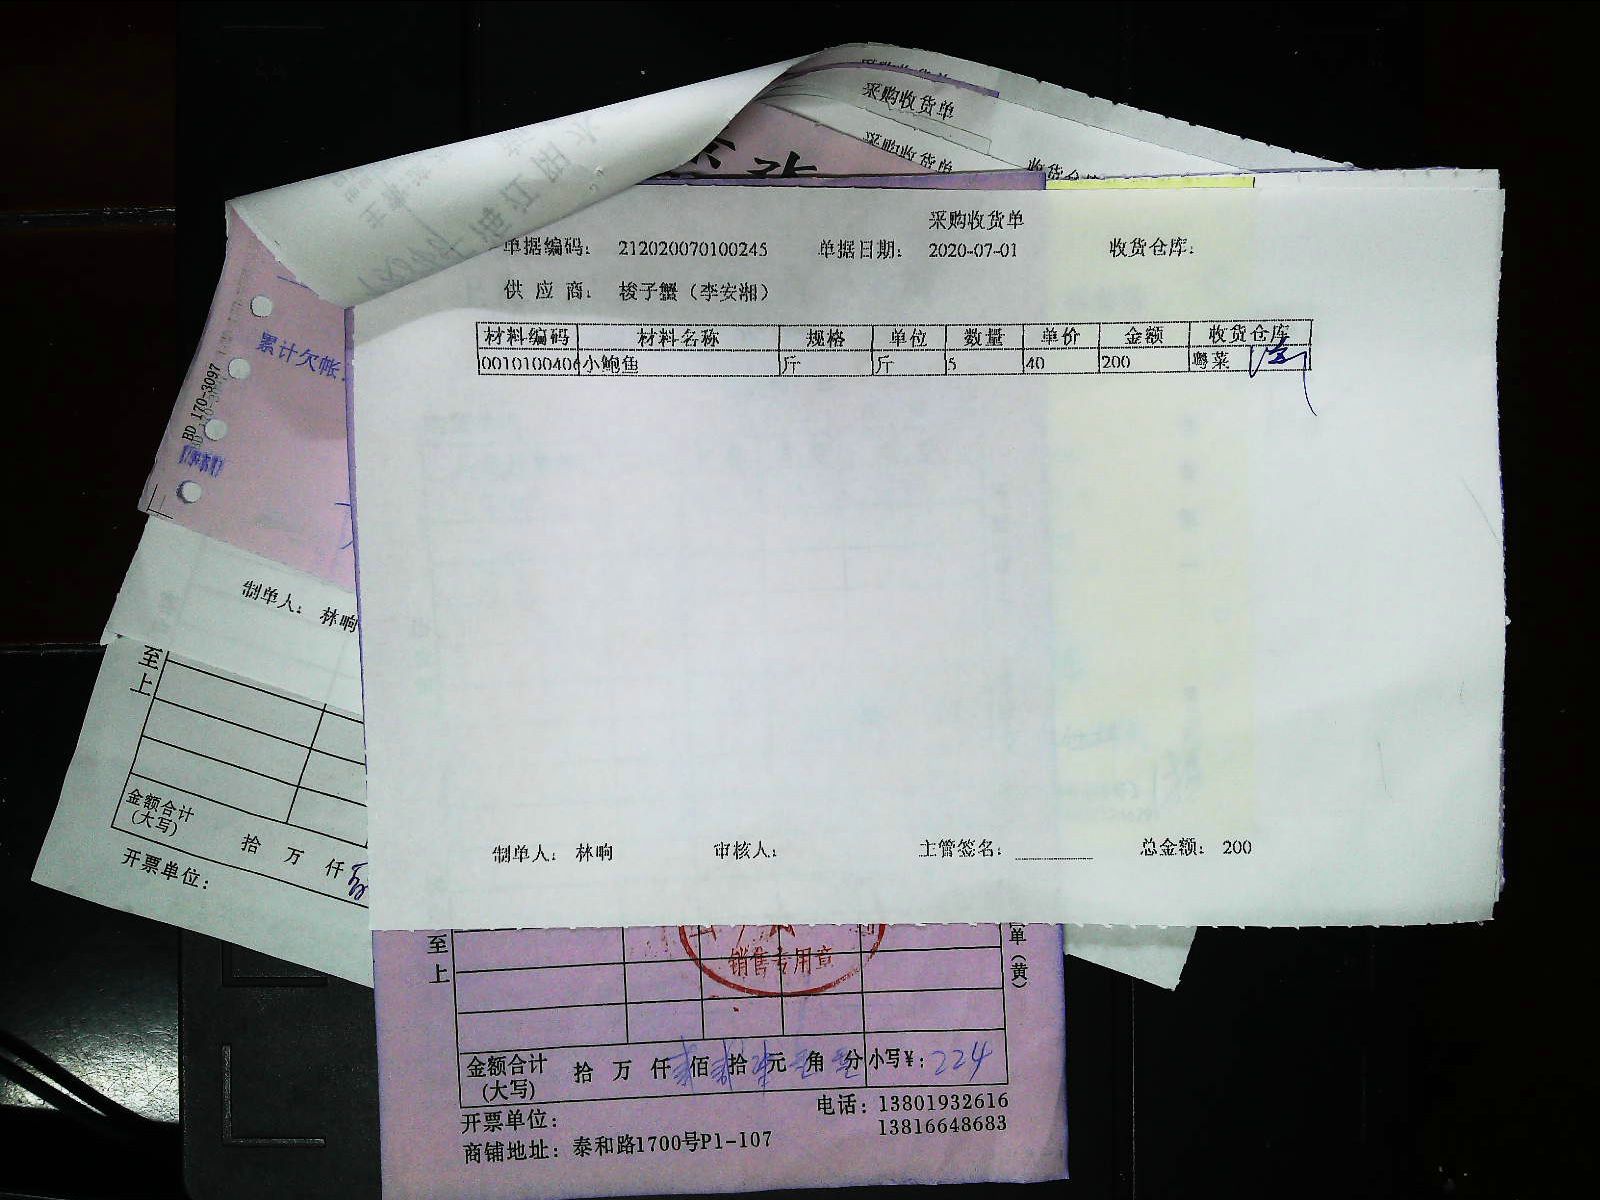 采购收货单
采购收货单
采购收货单
单据编码： 212020070100245 单据日期： 2020-07-01 收货仓库：
供 应 商： 梭子蟹（李安湘）
材料编码 材料名称 规格 单位 数量 单价 金额 收货仓库
0010100406 小鲍鱼 斤 斤 5 40 200 粤菜
累计欠帐
BD 170-3097
制单人： 林响
至
上
金额合计
(大写)
拾 万 仟
开票单位：
制单人： 林响 审核人： 主管签名： 总金额： 200
至
上
单
(黄)
销售专用章
金额合计 拾 万 仟 佰 拾 元 角 分 小写￥：224
(大写)
开票单位：
电话：13801932616
13816648683
商铺地址：泰和路1700号P1-107